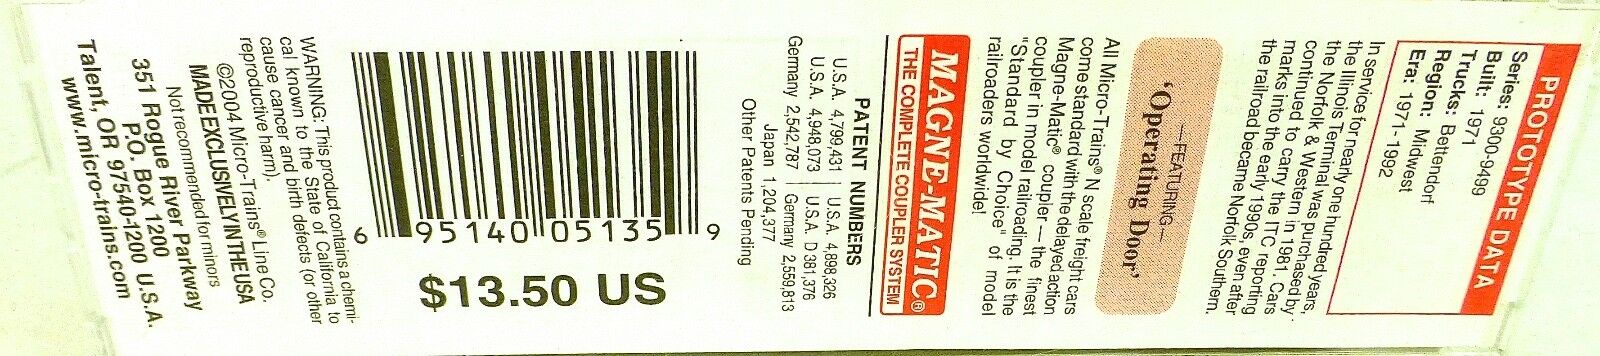 PROTOTYPE DATA
Series: 9300-9499
Built: 1971
Trucks: Bettendorf
Region: Midwest
Era: 1971-1982
In service for nearly one hundred years,
the Illinois Terminal was purchased by
the Norfolk & Western in 1981. Cars
continued to carry the ITC reporting
marks into the early 1990s, even after
the railroad became Norfolk Southern.
—FEATURING—
'Operating Door'
All Micro-Trains® N scale freight cars
come standard with the delayed action
Magne-Matic® coupler — the finest
coupler in model railroading. It is the
"Standard by Choice" of model
railroaders worldwide!
MAGNE-MATIC®
THE COMPLETE COUPLER SYSTEM
PATENT NUMBERS
U.S.A. 4,799,431 | U.S.A. 4,898,326
U.S.A. 4,948,073 | U.S.A. D 381,376
Germany 2,542,787 | Germany 2,559,813
Japan 1,204,377
Other Patents Pending
6 95140 05135 9
$13.50 US
WARNING: This product contains a chemi-
cal known to the State of California to
cause cancer and birth defects (or other
reproductive harm).
©2004 Micro-Trains® Line Co.
MADE EXCLUSIVELY IN THE USA
Not recommended for minors
351 Rogue River Parkway
P.O. Box 1200
Talent, OR 97540-1200 U.S.A.
www.micro-trains.com